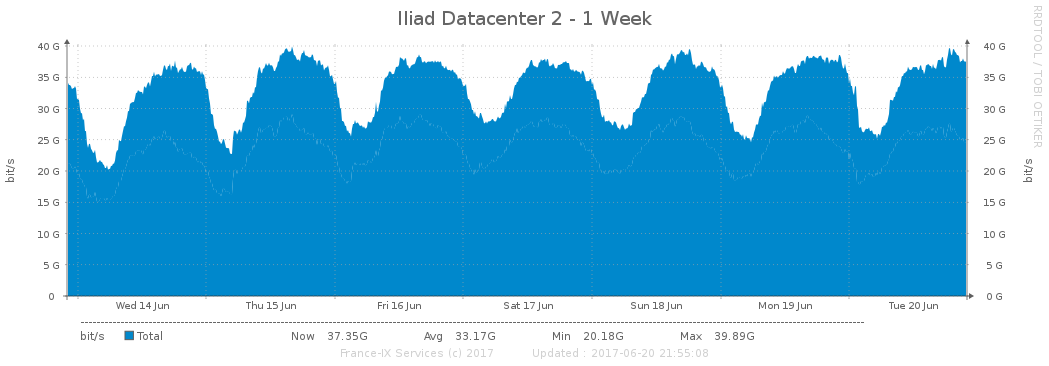 Iliad Datacenter 2 - 1 Week
RRDTOOL / TOBI OETIKER
40 G 40 G
35 G 35 G
30 G 30 G
25 G 25 G
20 G 20 G
15 G 15 G
10 G 10 G
5 G 5 G
0 0 G
bit/s bit/s
Wed 14 Jun Thu 15 Jun Fri 16 Jun Sat 17 Jun Sun 18 Jun Mon 19 Jun Tue 20 Jun
bit/s Total Now 37.35G Avg 33.17G Min 20.18G Max 39.89G
France-IX Services (c) 2017 Updated : 2017-06-20 21:55:08